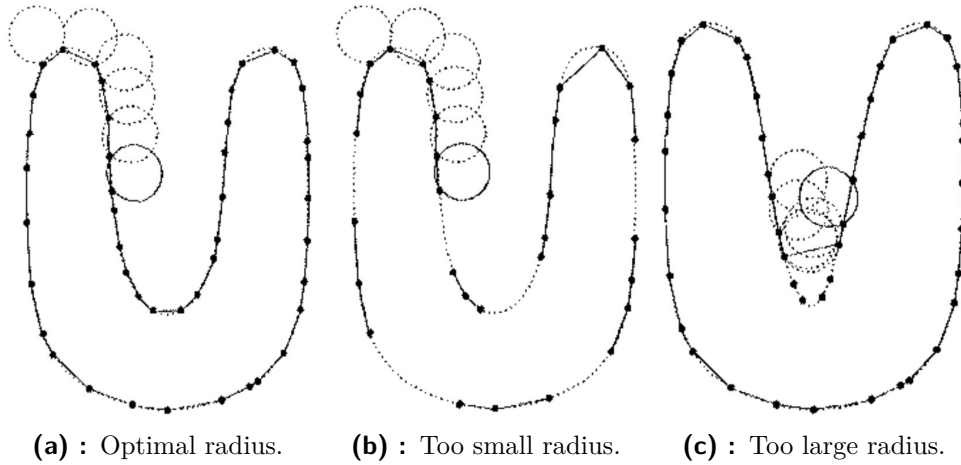 (a) : Optimal radius.
(b) : Too small radius.
(c) : Too large radius.